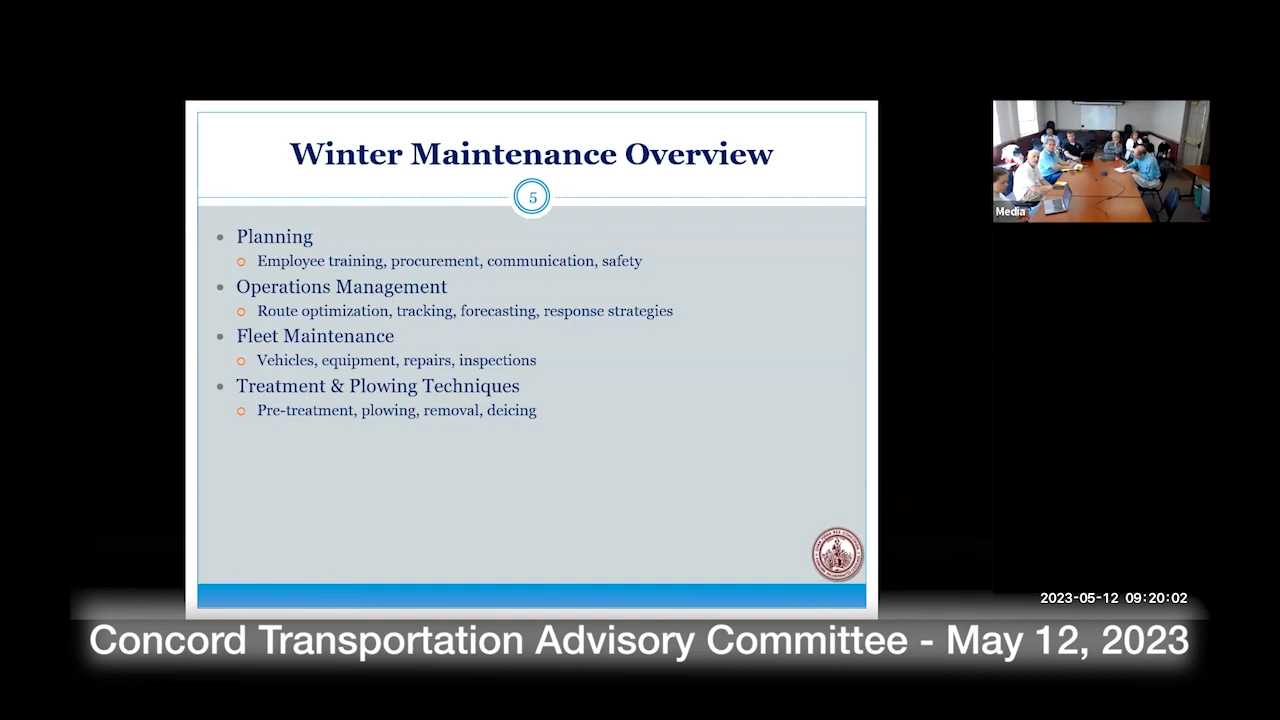 Winter Maintenance Overview
5
Planning
Employee training, procurement, communication, safety
Operations Management
Route optimization, tracking, forecasting, response strategies
Fleet Maintenance
Vehicles, equipment, repairs, inspections
Treatment & Plowing Techniques
Pre-treatment, plowing, removal, deicing
Media
2023-05-12 09:20:02
Concord Transportation Advisory Committee - May 12, 2023